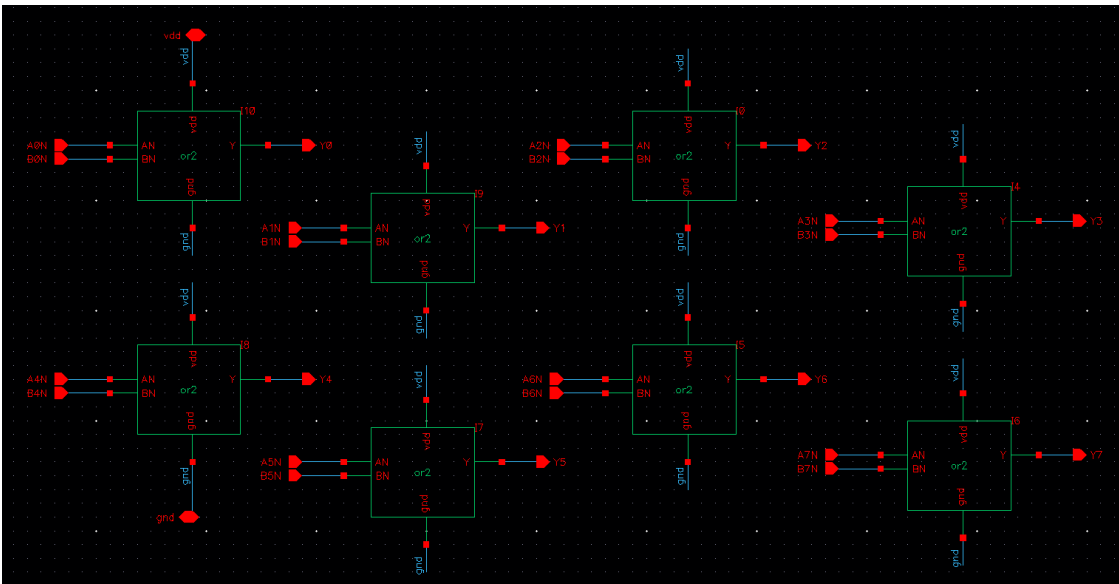 vdd
vdd
I10
vdd
A0N AN Y Y0
B0N BN
or2
gnd
gnd
vdd
vdd
A1N AN Y Y1
B1N BN
or2
gnd
gnd
vdd
vdd
A2N AN Y Y2
B2N BN
or2
gnd
gnd
vdd
I4
vdd
A3N AN Y Y3
B3N BN
or2
gnd
gnd
vdd
vdd
A4N AN Y Y4
B4N BN
or2
gnd
gnd
gnd
vdd
I7
vdd
A5N AN Y Y5
B5N BN
or2
gnd
gnd
vdd
I5
vdd
A6N AN Y Y6
B6N BN
or2
gnd
gnd
vdd
I6
vdd
A7N AN Y Y7
B7N BN
or2
gnd
gnd